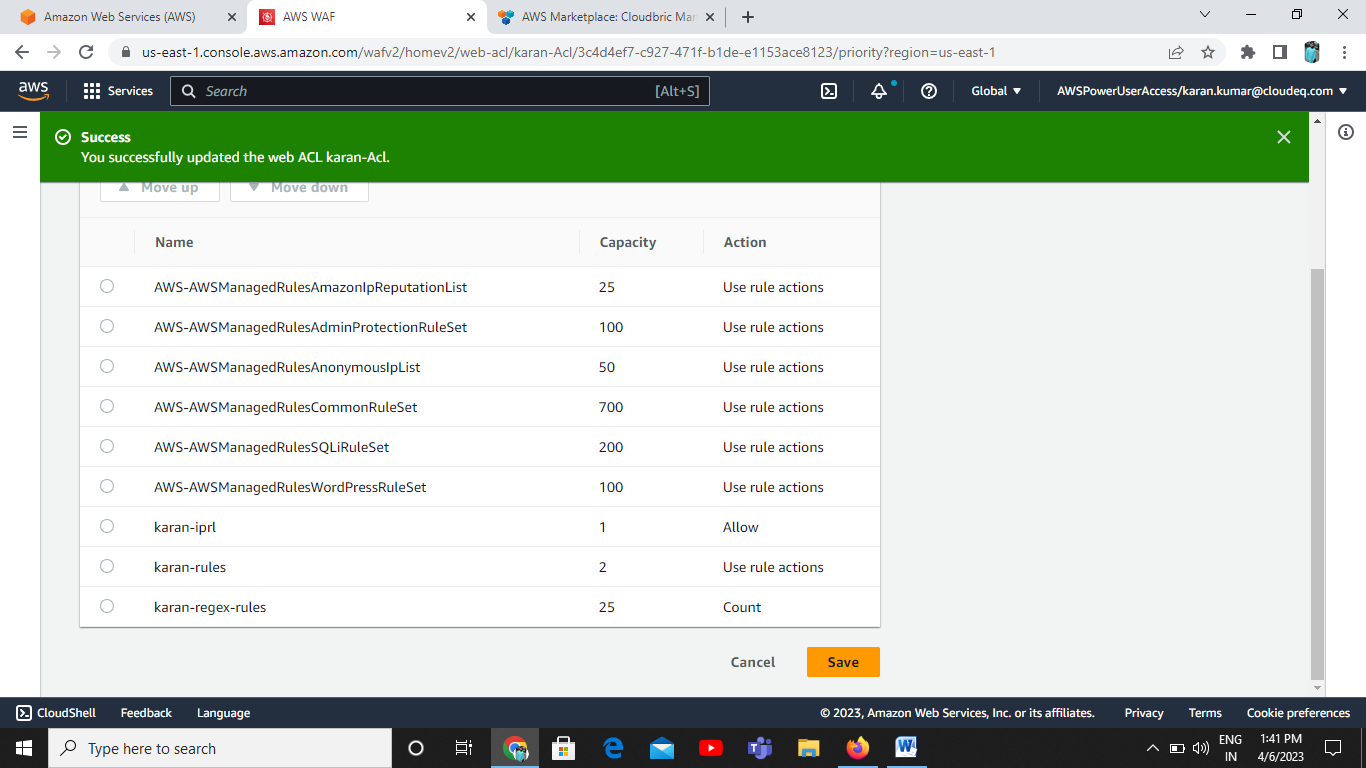 Amazon Web Services (AWS)
AWS WAF
AWS Marketplace: Cloudbric Mar
us-east-1.console.aws.amazon.com/wafv2/homev2/web-acl/karan-Acl/3c4d4ef7-c927-471f-b1de-e1153ace8123/priority?region=us-east-1
aws
Services
Search
[Alt+S]
Global
AWSPowerUserAccess/karan.kumar@cloudeq.com
Success
You successfully updated the web ACL karan-Acl.
Move up
Move down
Name Capacity Action
AWS-AWSManagedRulesAmazonIpReputationList 25 Use rule actions
AWS-AWSManagedRulesAdminProtectionRuleSet 100 Use rule actions
AWS-AWSManagedRulesAnonymousIpList 50 Use rule actions
AWS-AWSManagedRulesCommonRuleSet 700 Use rule actions
AWS-AWSManagedRulesSQLiRuleSet 200 Use rule actions
AWS-AWSManagedRulesWordPressRuleSet 100 Use rule actions
karan-iprl 1 Allow
karan-rules 2 Use rule actions
karan-regex-rules 25 Count
Cancel
Save
CloudShell
Feedback
Language
© 2023, Amazon Web Services, Inc. or its affiliates.
Privacy
Terms
Cookie preferences
Type here to search
ENG
IN
1:41 PM
4/6/2023